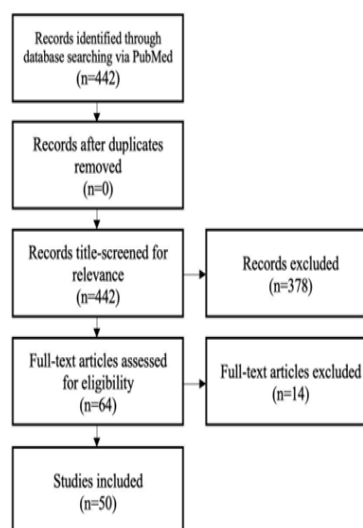 Records identified through
database searching via PubMed
(n=442)
Records after duplicates
removed
(n=0)
Records title-screened for
relevance
(n=442)
Records excluded
(n=378)
Full-text articles assessed
for eligibility
(n=64)
Full-text articles excluded
(n=14)
Studies included
(n=50)